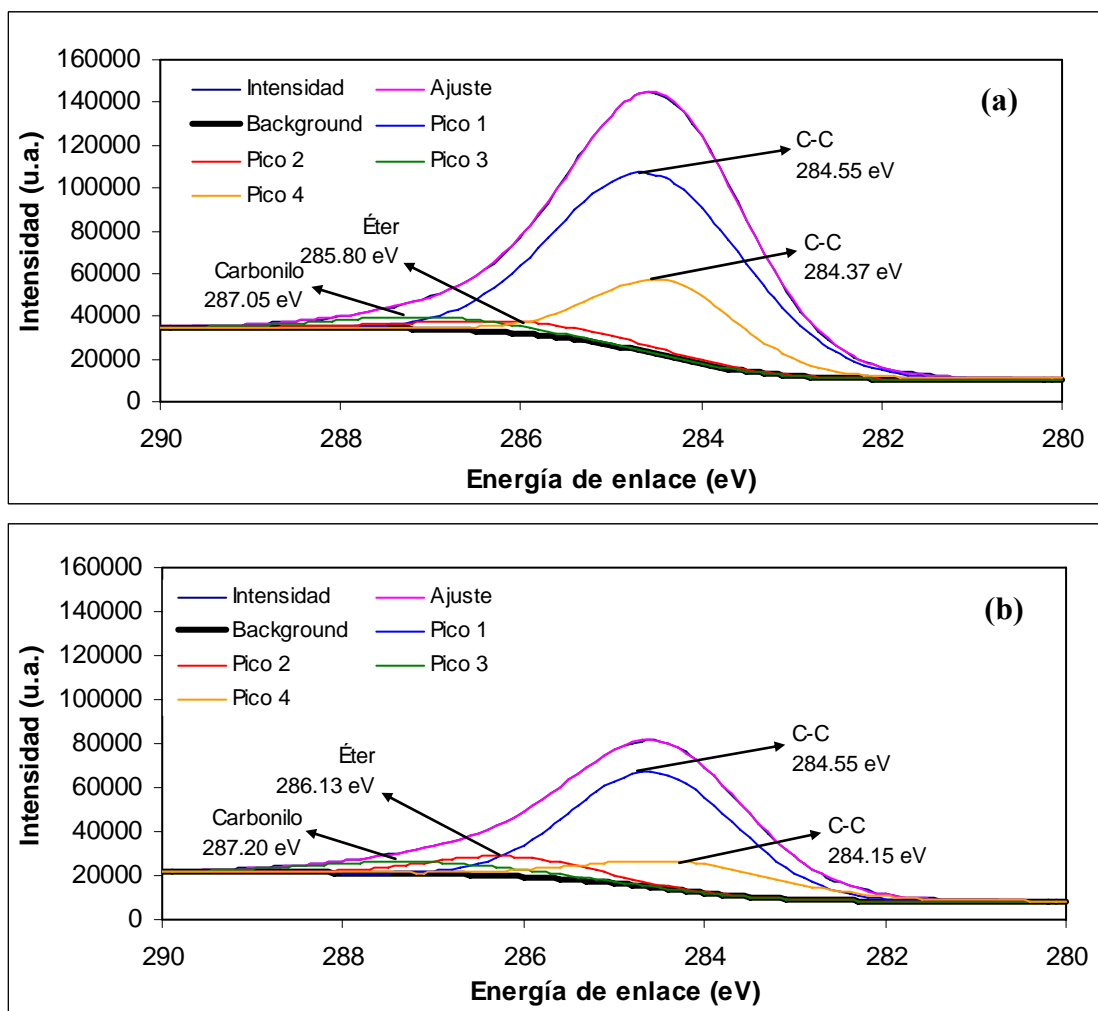 (a)
160000
140000
120000
100000
80000
60000
40000
20000
0
Intensidad (u.a.)
Intensidad Ajuste
Background Pico 1
Pico 2 Pico 3
Pico 4
C-C
284.55 eV
Éter
285.80 eV
C-C
284.37 eV
Carbonilo
287.05 eV
290 288 286 284 282 280
Energía de enlace (eV)
(b)
160000
140000
120000
100000
80000
60000
40000
20000
0
Intensidad (u.a.)
Intensidad Ajuste
Background Pico 1
Pico 2 Pico 3
Pico 4
C-C
284.55 eV
Éter
286.13 eV
Carbonilo
287.20 eV
C-C
284.15 eV
290 288 286 284 282 280
Energía de enlace (eV)